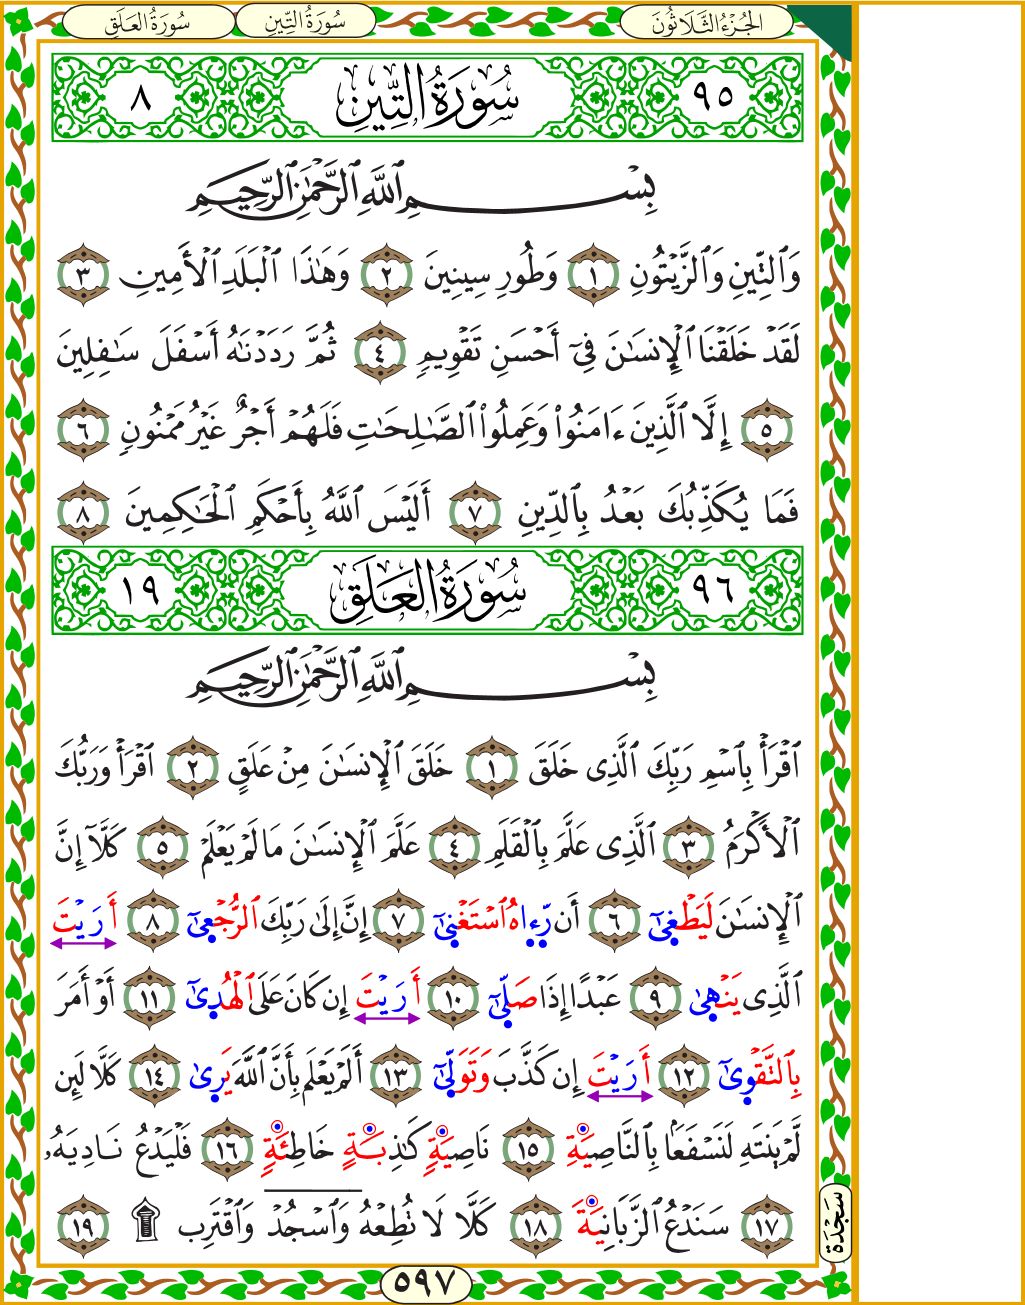 الجُزْءُ الثَّلَاثُونَ سُورَةُ التِّينِ سُورَةُ العَلَقِ
٩٥ سُورَةُ التِّينِ ٨
بِسْمِ ٱللَّهِ ٱلرَّحْمَٰنِ ٱلرَّحِيمِ
وَٱلتِّينِ وَٱلزَّيْتُونِ ١ وَطُورِ سِينِينَ ٢ وَهَٰذَا ٱلْبَلَدِ ٱلْأَمِينِ ٣
لَقَدْ خَلَقْنَا ٱلْإِنسَٰنَ فِىٓ أَحْسَنِ تَقْوِيمٍ ٤ ثُمَّ رَدَدْنَٰهُ أَسْفَلَ سَٰفِلِينَ
٥ إِلَّا ٱلَّذِينَ ءَامَنُوا۟ وَعَمِلُوا۟ ٱلصَّٰلِحَٰتِ فَلَهُمْ أَجْرٌ غَيْرُ مَمْنُونٍ ٦
فَمَا يُكَذِّبُكَ بَعْدُ بِٱلدِّينِ ٧ أَلَيْسَ ٱللَّهُ بِأَحْكَمِ ٱلْحَٰكِمِينَ ٨
٩٦ سُورَةُ العَلَقِ ١٩
بِسْمِ ٱللَّهِ ٱلرَّحْمَٰنِ ٱلرَّحِيمِ
ٱقْرَأْ بِٱسْمِ رَبِّكَ ٱلَّذِى خَلَقَ ١ خَلَقَ ٱلْإِنسَٰنَ مِنْ عَلَقٍ ٢ ٱقْرَأْ وَرَبُّكَ
ٱلْأَكْرَمُ ٣ ٱلَّذِى عَلَّمَ بِٱلْقَلَمِ ٤ عَلَّمَ ٱلْإِنسَٰنَ مَا لَمْ يَعْلَمْ ٥ كَلَّآ إِنَّ
ٱلْإِنسَٰنَ لَيَطْغِىٰٓ ٦ أَن رِّءَاهُ ٱسْتَغْنِىٰٓ ٧ إِنَّ إِلَىٰ رَبِّكَ ٱلرُّجْعِىٰٓ ٨ أَرَيْتَ
ٱلَّذِى يَنْهِىٰ ٩ عَبْدًا إِذَا صَلِّىٰٓ ١٠ أَرَيْتَ إِن كَانَ عَلَى ٱلْهُدِىٰٓ ١١ أَوْ أَمَرَ
بِٱلتَّقْوِىٰٓ ١٢ أَرَيْتَ إِن كَذَّبَ وَتَوَلِّىٰٓ ١٣ أَلَمْ يَعْلَم بِأَنَّ ٱللَّهَ يَرِىٰ ١٤ كَلَّا لَئِن
لَّمْ يَنتَهِ لَنَسْفَعًۢا بِٱلنَّاصِيَةِ ١٥ نَاصِيَةٍ كَٰذِبَةٍ خَاطِئَةٍ ١٦ فَلْيَدْعُ نَادِيَهُۥ
١٧ سَنَدْعُ ٱلزَّبَانِيَةَ ١٨ كَلَّا لَا تُطِعْهُ وَٱسْجُدْ وَٱقْتَرِب ۩ ١٩
سَجْدَة
٥٩٧